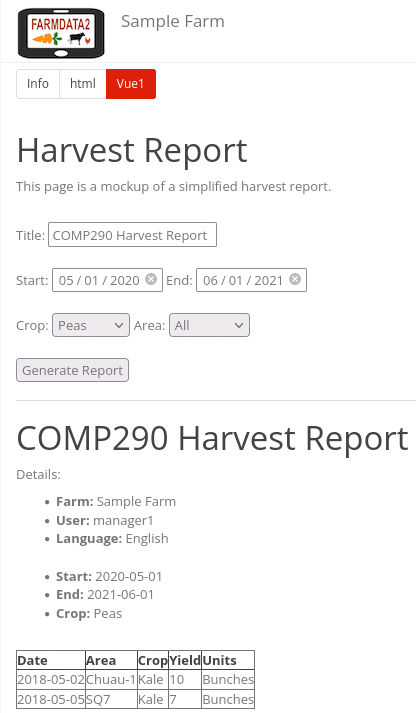 FARMDATA2
Sample Farm
Info html Vue1
Harvest Report
This page is a mockup of a simplified harvest report.
Title: COMP290 Harvest Report
Start: 05 / 01 / 2020 End: 06 / 01 / 2021
Crop: Peas Area: All
Generate Report
COMP290 Harvest Report
Details:
• Farm: Sample Farm
• User: manager1
• Language: English
• Start: 2020-05-01
• End: 2021-06-01
• Crop: Peas
Date Area Crop Yield Units
2018-05-02 Chuau-1 Kale 10 Bunches
2018-05-05 SQ7 Kale 7 Bunches